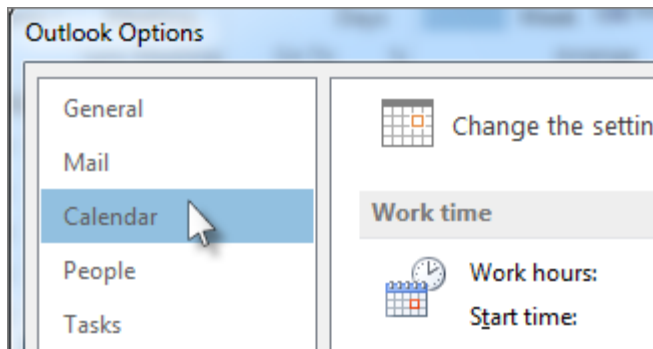 Outlook Options
General
Mail
Calendar
People
Tasks
Change the settin
Work time
Work hours:
Start time: